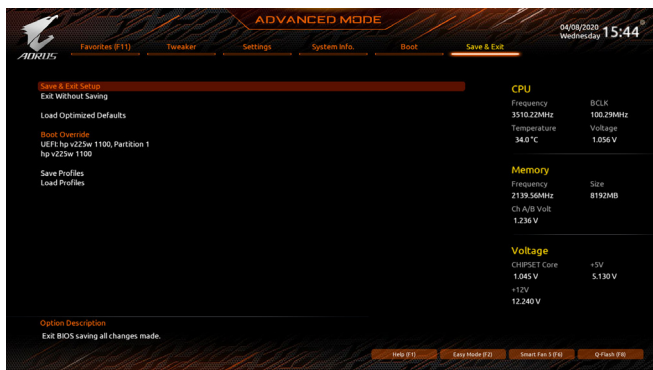 ADVANCED MODE
04/08/2020
Wednesday 15:44
AORUS
Favorites (F11) Tweaker Settings System Info. Boot Save & Exit
Save & Exit Setup
Exit Without Saving
Load Optimized Defaults
Boot Override
UEFI: hp v225w 1100, Partition 1
hp v225w 1100
Save Profiles
Load Profiles
CPU
Frequency BCLK
3510.22MHz 100.29MHz
Temperature Voltage
34.0 °C 1.056 V
Memory
Frequency Size
2139.56MHz 8192MB
Ch A/B Volt
1.236 V
Voltage
CHIPSET Core +5V
1.045 V 5.130 V
+12V
12.240 V
Option Description
Exit BIOS saving all changes made.
Help (F1) Easy Mode (F2) Smart Fan 5 (F6) Q-Flash (F8)